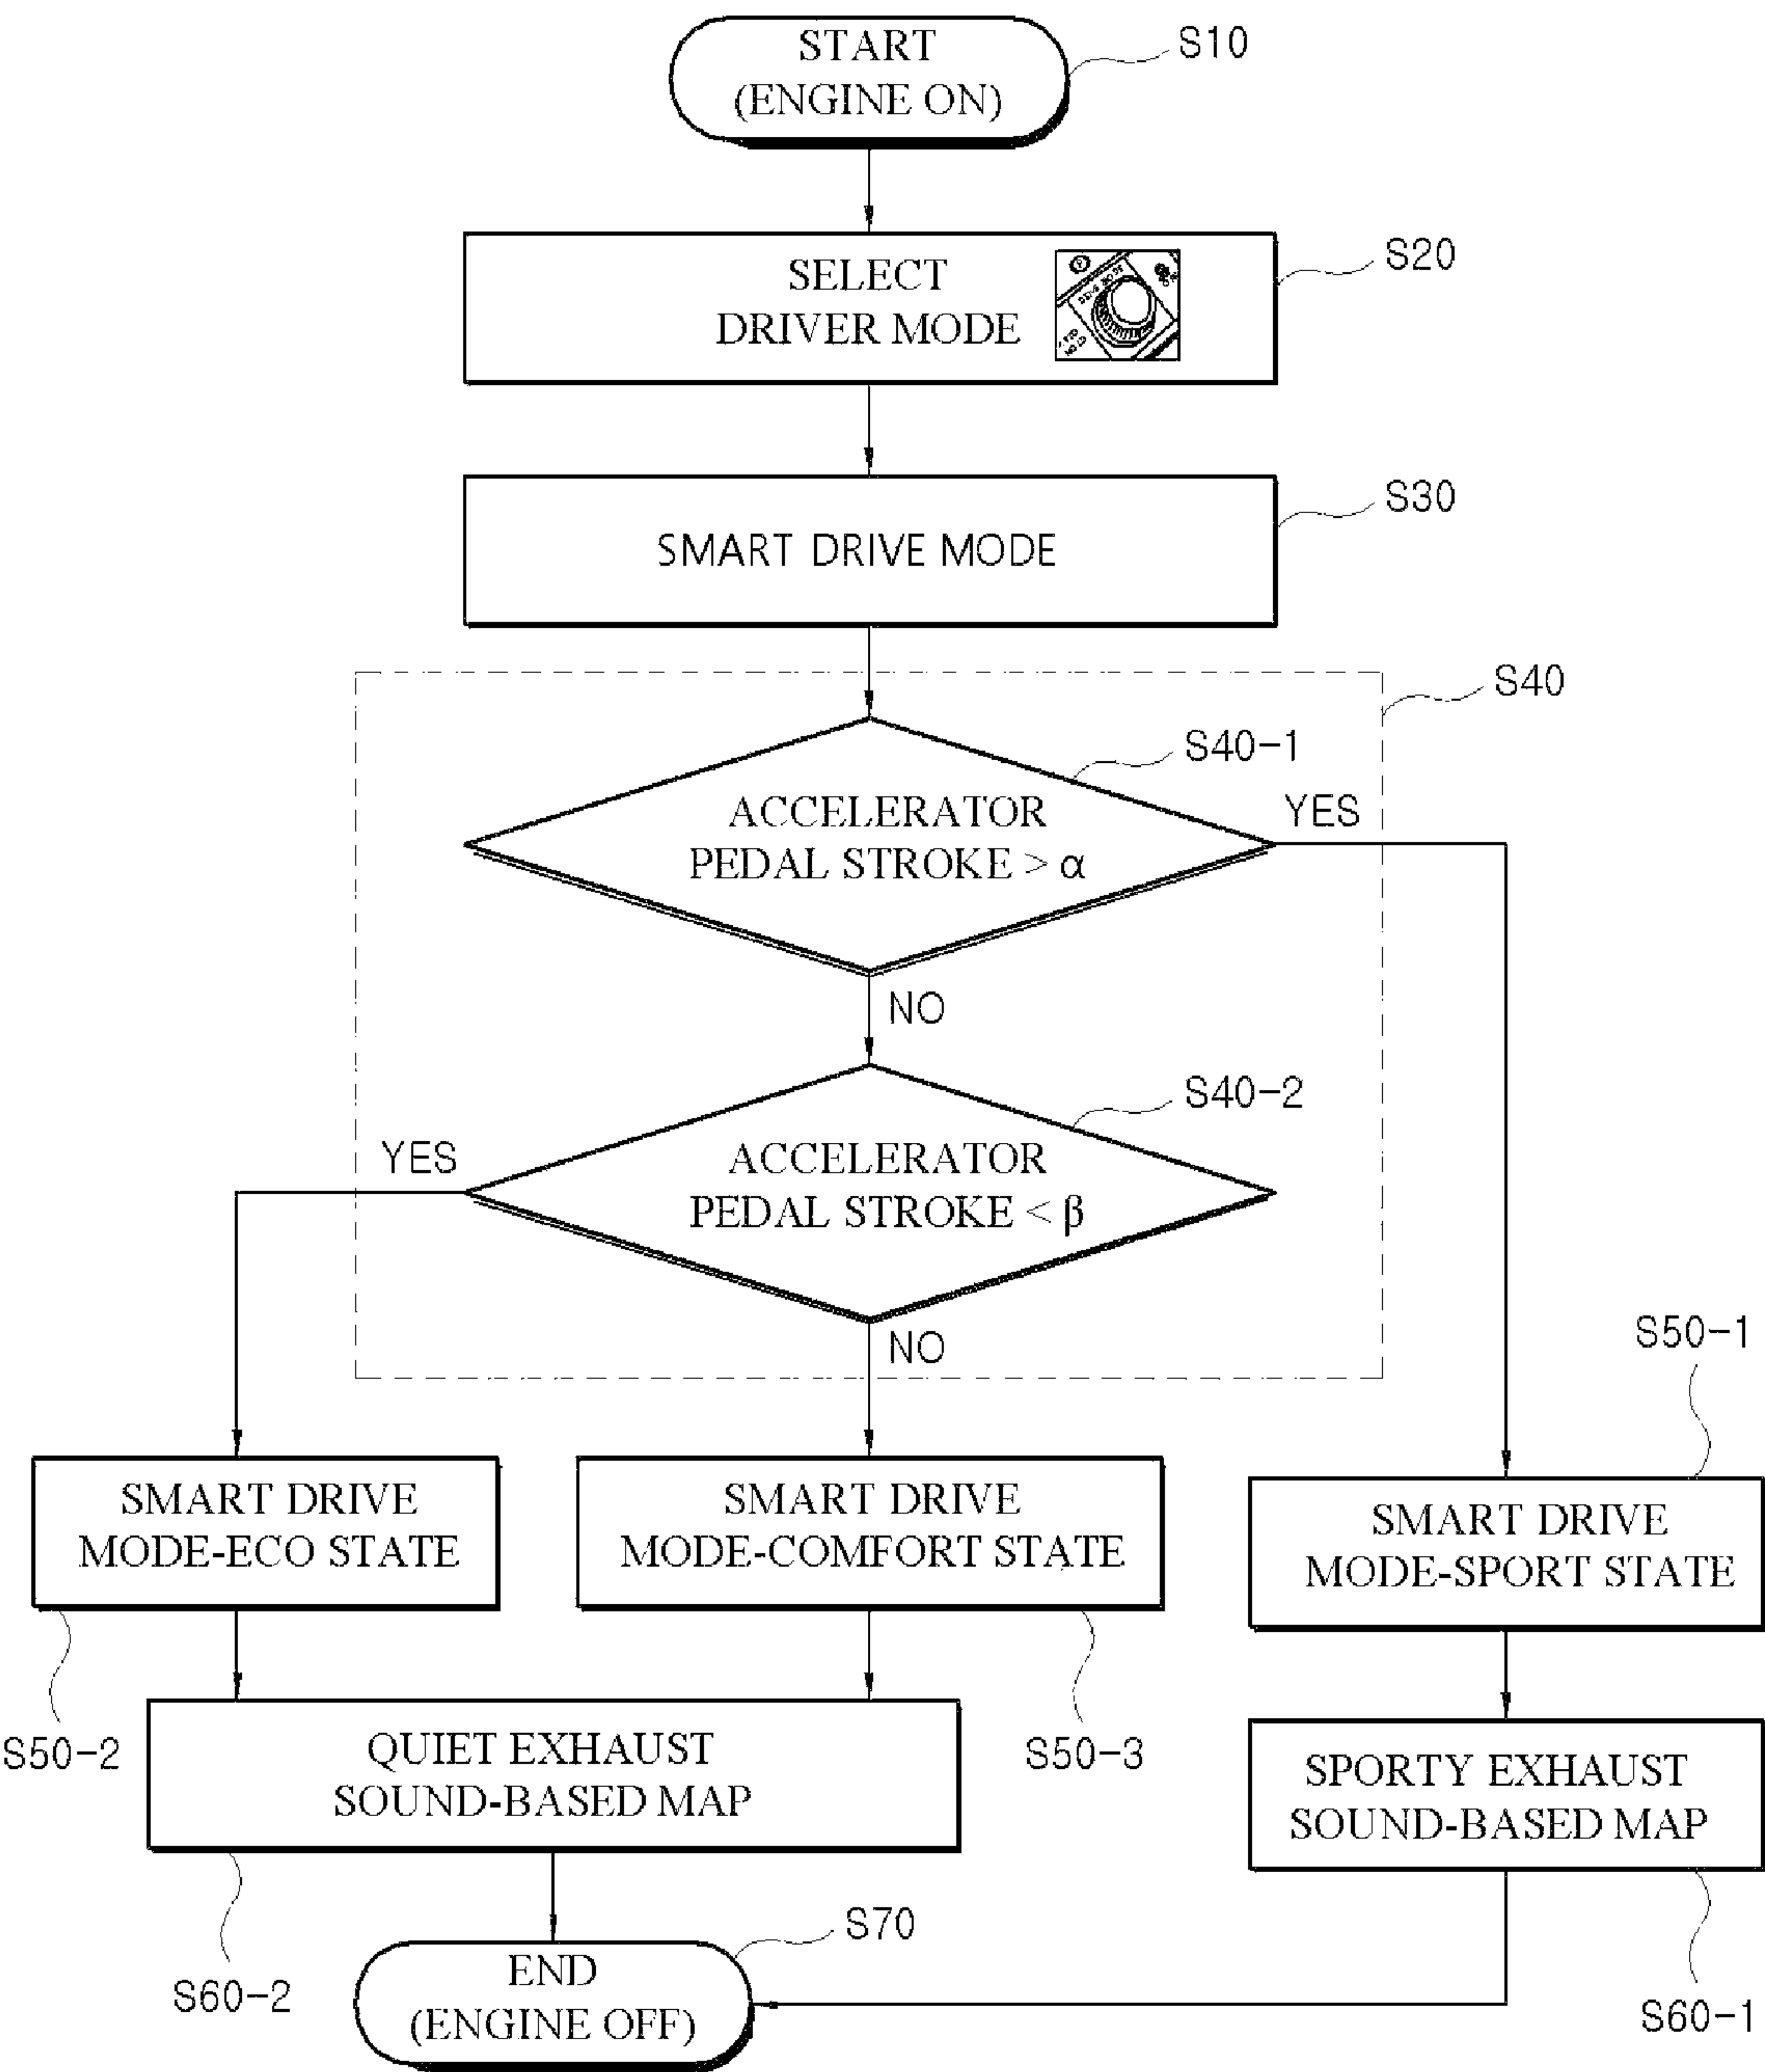 START
(ENGINE ON)
S10
SELECT
DRIVER MODE
S20
SMART DRIVE MODE
S30
S40
S40-1
ACCELERATOR
PEDAL STROKE > α
YES
NO
S40-2
ACCELERATOR
PEDAL STROKE < β
YES
NO
S50-1
SMART DRIVE
MODE-ECO STATE
SMART DRIVE
MODE-COMFORT STATE
SMART DRIVE
MODE-SPORT STATE
S50-2
S50-3
QUIET EXHAUST
SOUND-BASED MAP
SPORTY EXHAUST
SOUND-BASED MAP
S60-2
S70
S60-1
END
(ENGINE OFF)